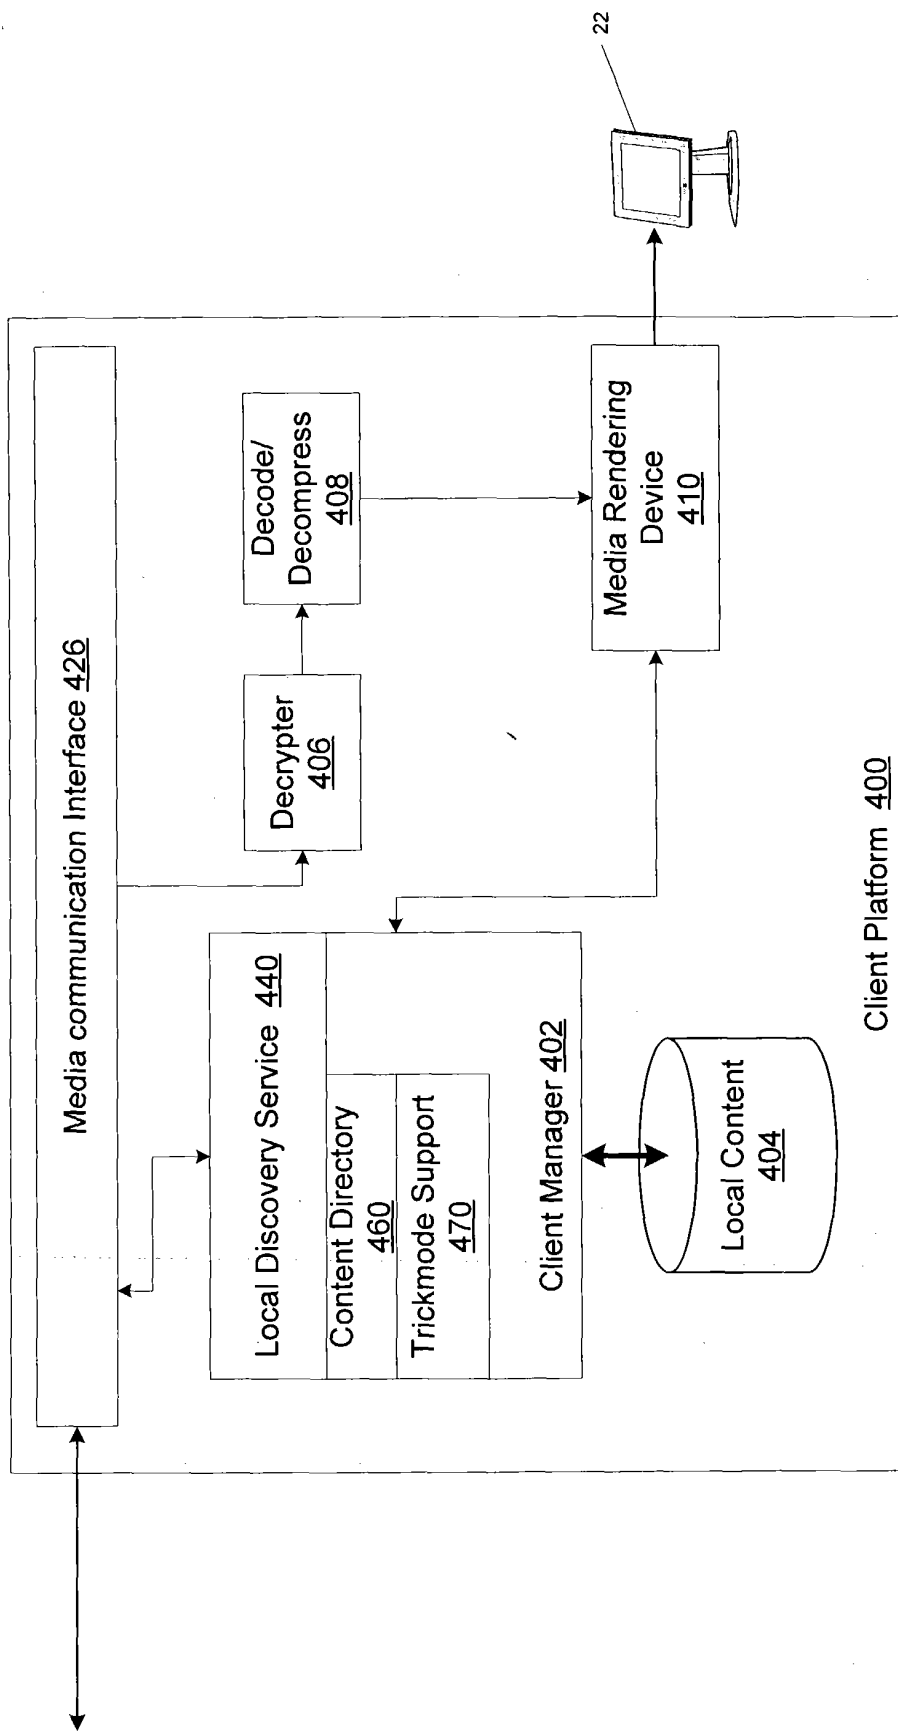 Media communication Interface 426
Local Discovery Service 440
Content Directory
460
Trickmode Support
470
Client Manager 402
Local Content
404
Decrypter
406
Decode/
Decompress
408
Media Rendering
Device
410
22
Client Platform 400